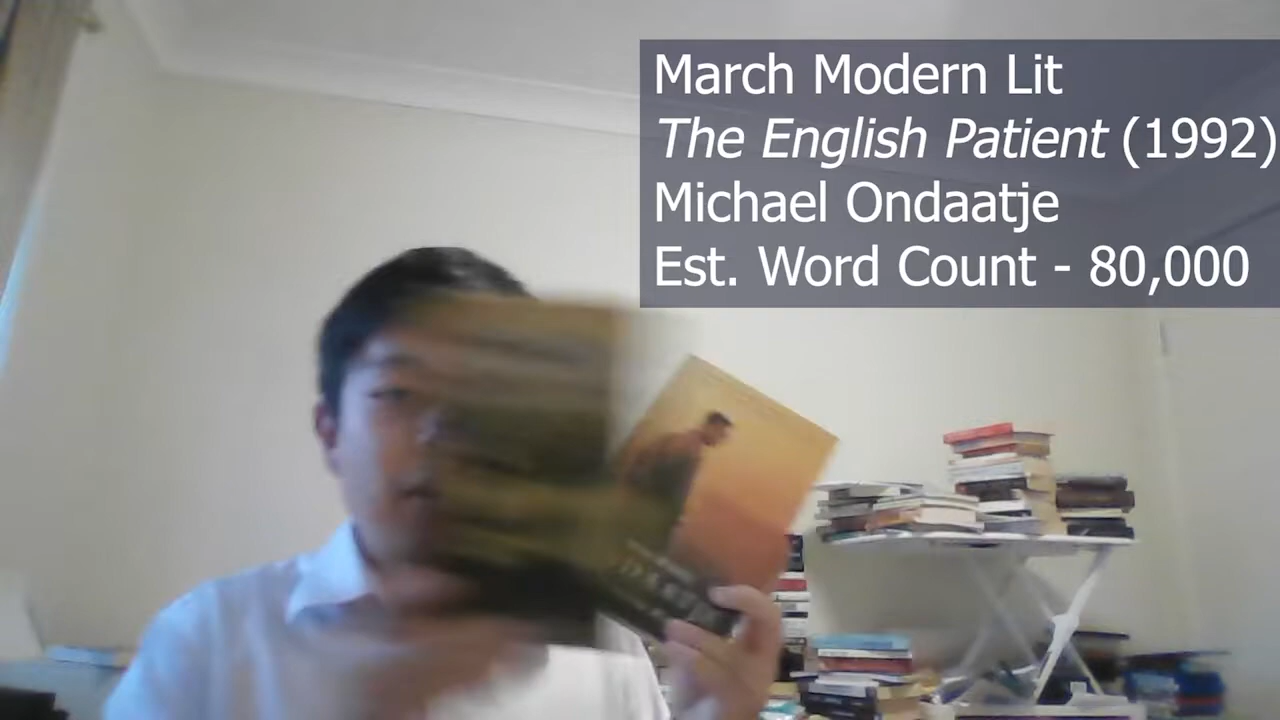 March Modern Lit
The English Patient (1992)
Michael Ondaatje
Est. Word Count - 80,000